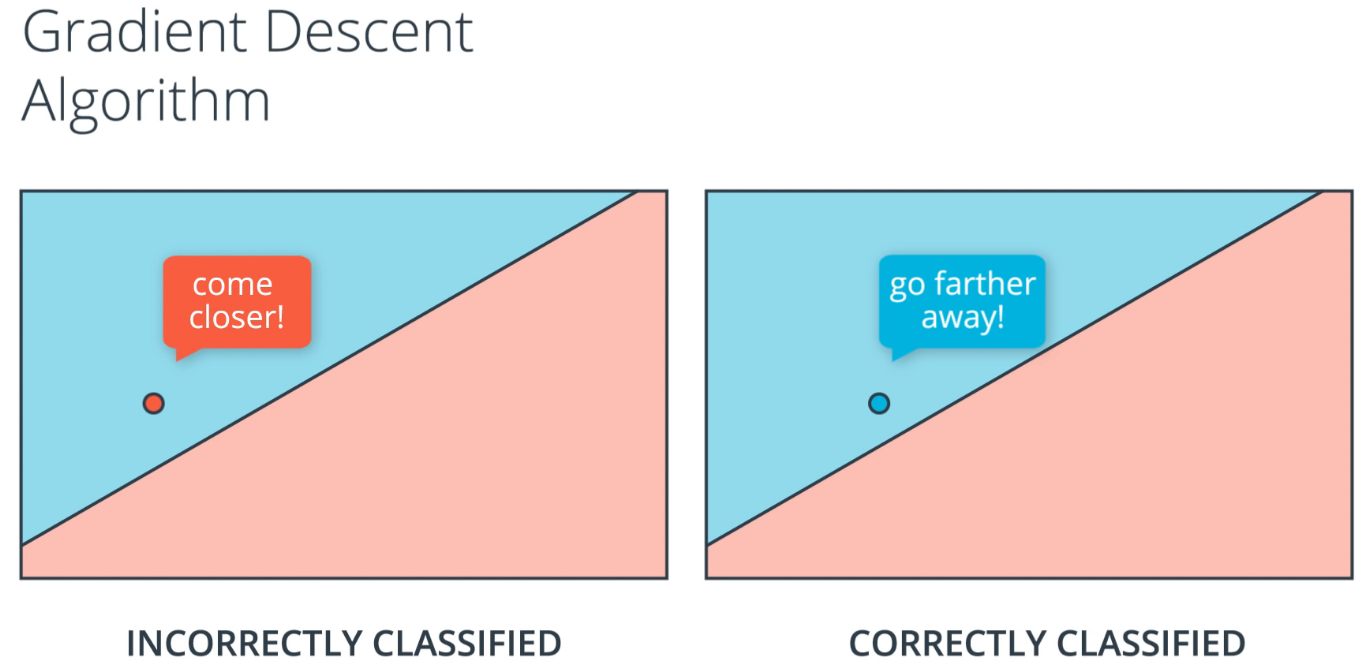 Gradient Descent
Algorithm
come
closer!
go farther
away!
INCORRECTLY CLASSIFIED
CORRECTLY CLASSIFIED